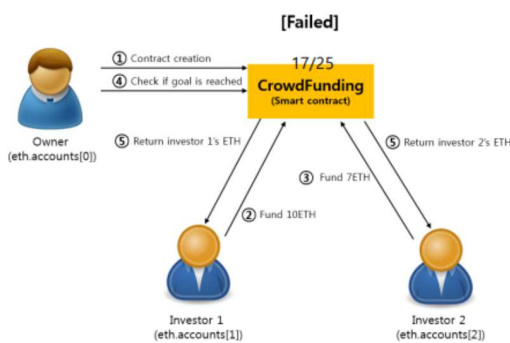 [Failed]
① Contract creation
17/25
④ Check if goal is reached
CrowdFunding
(Smart contract)
Owner
(eth.accounts[0])
⑤ Return investor 1's ETH
⑤ Return investor 2's ETH
③ Fund 7ETH
② Fund 10ETH
Investor 1
(eth.accounts[1])
Investor 2
(eth.accounts[2])